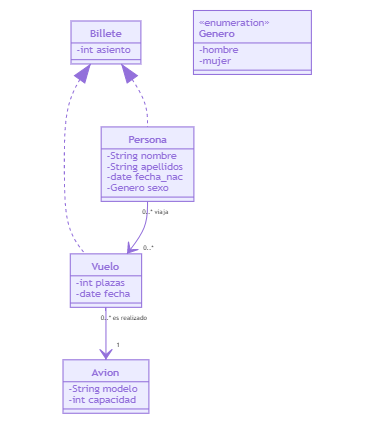 Billete
-int asiento
«enumeration»
Genero
-hombre
-mujer
Persona
-String nombre
-String apellidos
-date fecha_nac
-Genero sexo
0..* viaja
0..*
Vuelo
-int plazas
-date fecha
0..* es realizado
1
Avion
-String modelo
-int capacidad